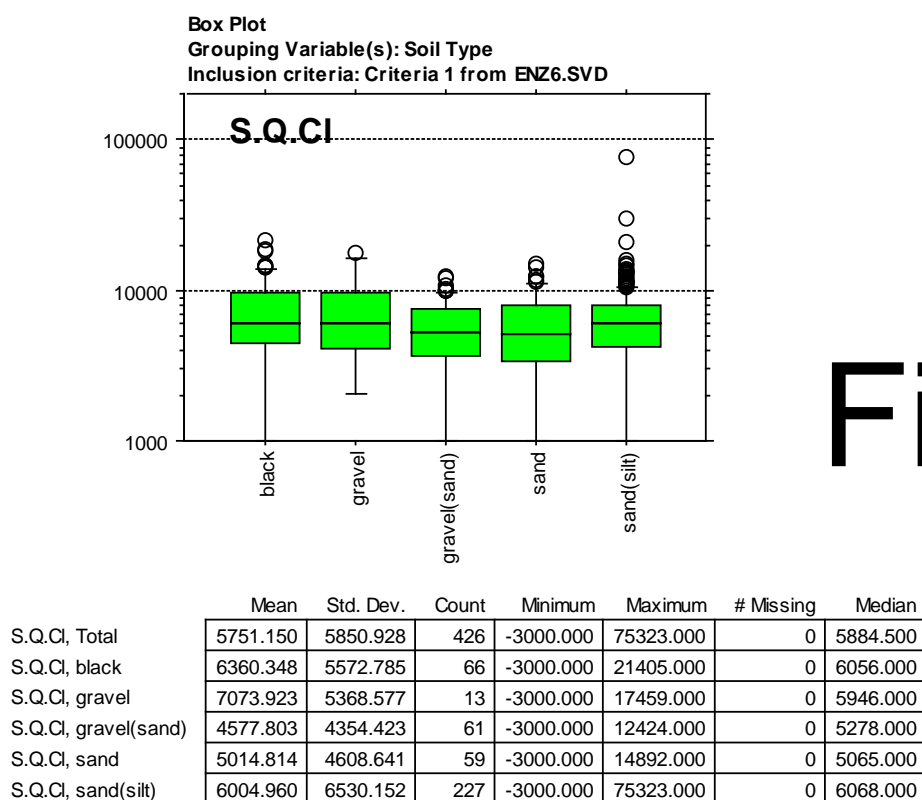 Box Plot
Grouping Variable(s): Soil Type
Inclusion criteria: Criteria 1 from ENZ6.SVD
S.Q.Cl
100000
10000
1000
black
gravel
gravel(sand)
sand
sand(silt)
Fi
Mean Std. Dev. Count Minimum Maximum # Missing Median
S.Q.Cl, Total 5751.150 5850.928 426 -3000.000 75323.000 0 5884.500
S.Q.Cl, black 6360.348 5572.785 66 -3000.000 21405.000 0 6056.000
S.Q.Cl, gravel 7073.923 5368.577 13 -3000.000 17459.000 0 5946.000
S.Q.Cl, gravel(sand) 4577.803 4354.423 61 -3000.000 12424.000 0 5278.000
S.Q.Cl, sand 5014.814 4608.641 59 -3000.000 14892.000 0 5065.000
S.Q.Cl, sand(silt) 6004.960 6530.152 227 -3000.000 75323.000 0 6068.000